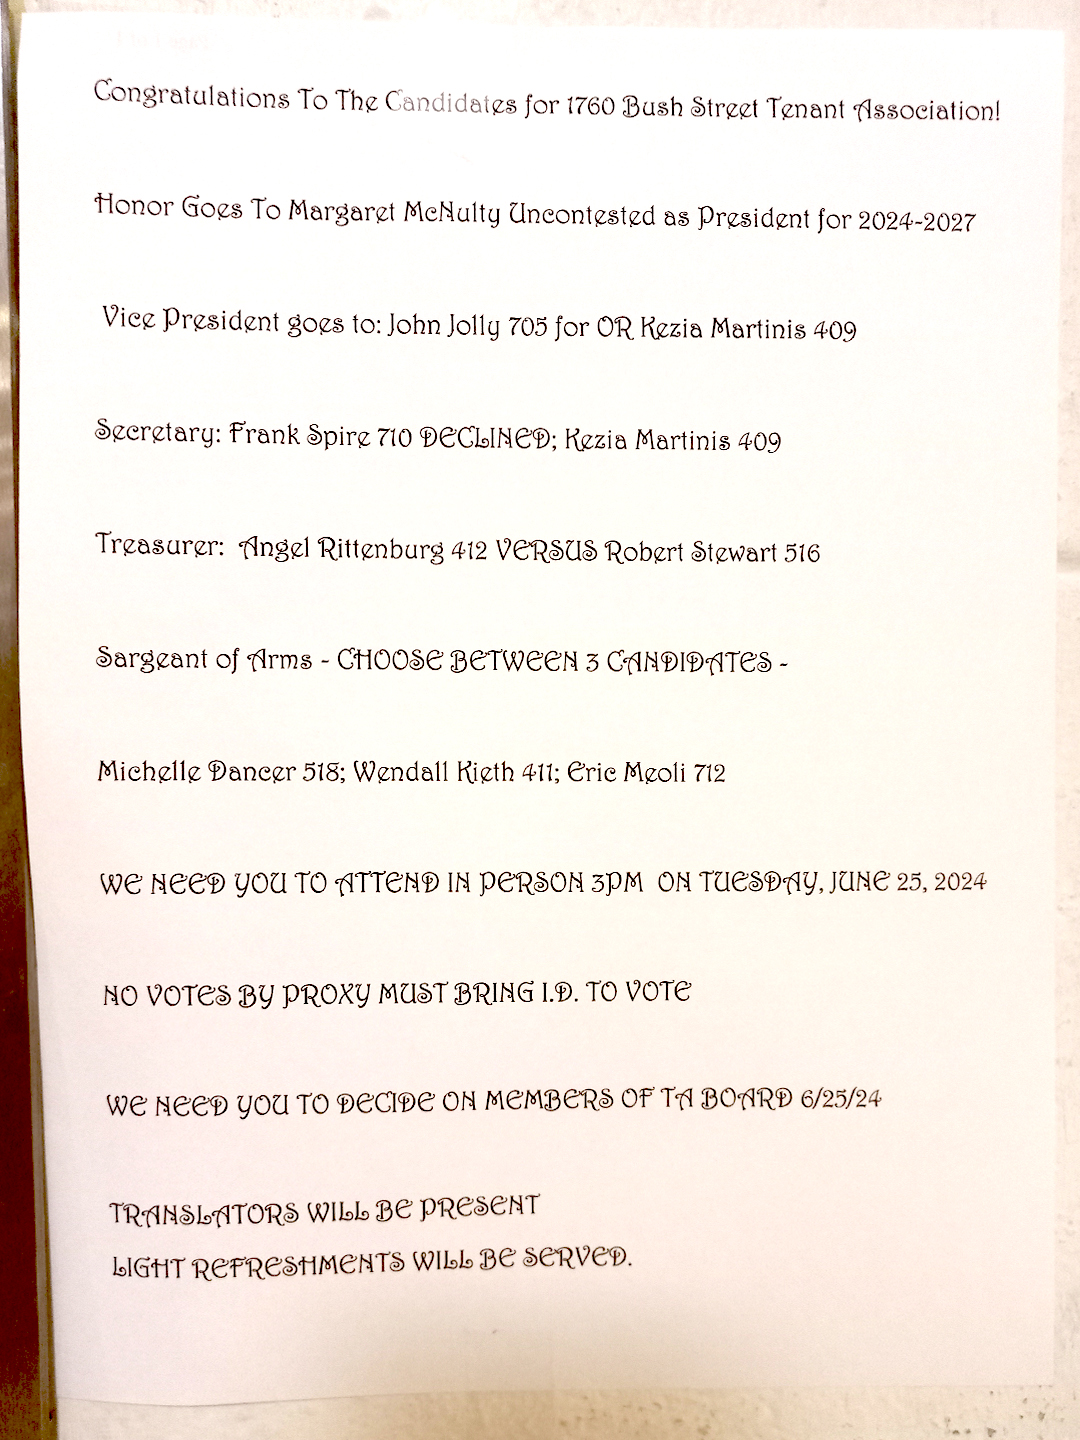 Congratulations To The Candidates for 1760 Bush Street Tenant Association!
Honor Goes To Margaret McNulty Uncontested as President for 2024-2027
Vice President goes to: John Jolly 705 for OR Kezia Martinis 409
Secretary: Frank Spire 710 DECLINED; Kezia Martinis 409
Treasurer: Angel Rittenburg 412 VERSUS Robert Stewart 516
Sargeant of Arms - CHOOSE BETWEEN 3 CANDIDATES -
Michelle Dancer 518; Wendall Kieth 411; Eric Meoli 712
WE NEED YOU TO ATTEND IN PERSON 3PM ON TUESDAY, JUNE 25, 2024
NO VOTES BY PROXY MUST BRING I.D. TO VOTE
WE NEED YOU TO DECIDE ON MEMBERS OF TA BOARD 6/25/24
TRANSLATORS WILL BE PRESENT
LIGHT REFRESHMENTS WILL BE SERVED.